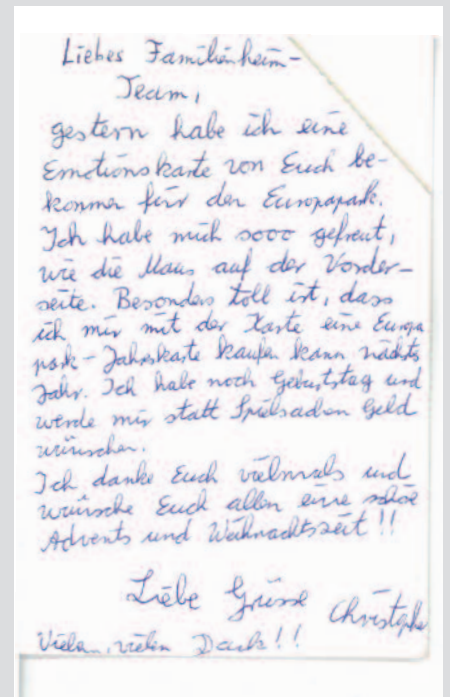 Liebes Familienheim-
Team,
gestern habe ich eine
Emotionskarte von Euch be-
kommen für den Europapark.
Ich habe mich sooo gefreut,
wie die Maus auf der Vorder-
seite. Besonders toll ist, dass
ich mir mit der Karte eine Europa
park-Jahreskarte kaufen kann nächstes
Jahr. Ich habe noch Geburtstag und
werde mir statt Spielsachen Geld
wünschen.
Ich danke Euch vielmals und
wünsche Euch allen eine schöne
Advents und Weihnachtszeit!!
Liebe Grüsse Christophe
Vielen, vielen Dank!!